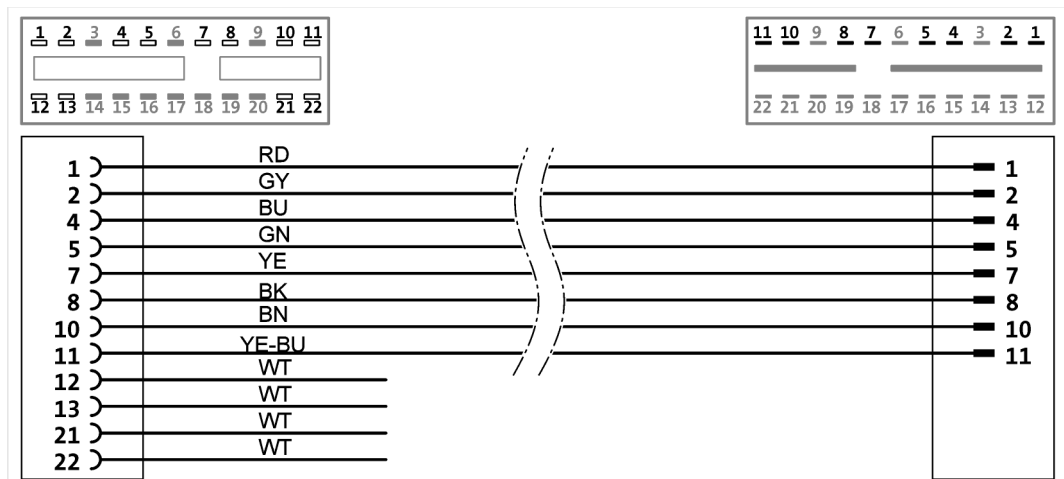 1 2 3 4 5 6 7 8 9 10 11
12 13 14 15 16 17 18 19 20 21 22
11 10 9 8 7 6 5 4 3 2 1
22 21 20 19 18 17 16 15 14 13 12
1 RD 1
2 GY 2
4 BU 4
5 GN 5
7 YE 7
8 BK 8
10 BN 10
11 YE-BU 11
12 WT
13 WT
21 WT
22 WT